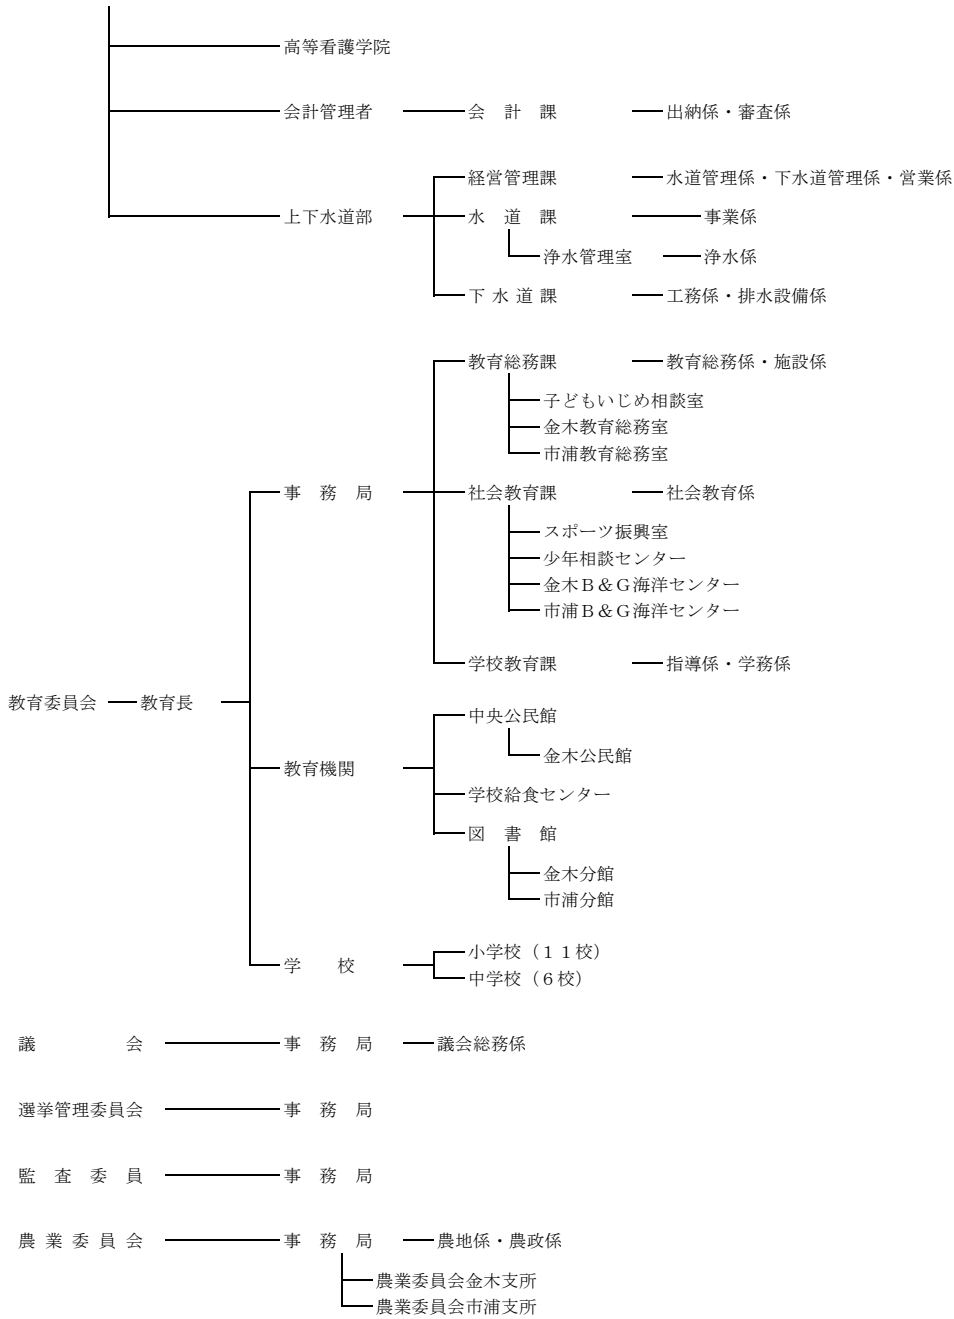 高等看護学院
会計管理者 会 計 課 出納係・審査係
経営管理課 水道管理係・下水道管理係・営業係
上下水道部 水 道 課 事業係
浄水管理室 浄水係
下 水 道 課 工務係・排水設備係
教育総務課 教育総務係・施設係
子どもいじめ相談室
金木教育総務室
市浦教育総務室
事 務 局 社会教育課 社会教育係
スポーツ振興室
少年相談センター
金木Ｂ＆Ｇ海洋センター
市浦Ｂ＆Ｇ海洋センター
学校教育課 指導係・学務係
教育委員会 教育長
中央公民館
金木公民館
教育機関
学校給食センター
図 書 館
金木分館
市浦分館
小学校（１１校）
学 校
中学校（６校）
議 会 事 務 局 議会総務係
選挙管理委員会 事 務 局
監 査 委 員 事 務 局
農 業 委 員 会 事 務 局 農地係・農政係
農業委員会金木支所
農業委員会市浦支所